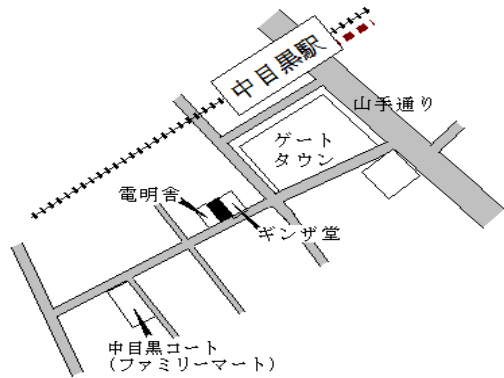 中目黒駅
山手通り
ゲート
タウン
電明舎
ギンザ堂
中目黒コート
(ファミリーマート)